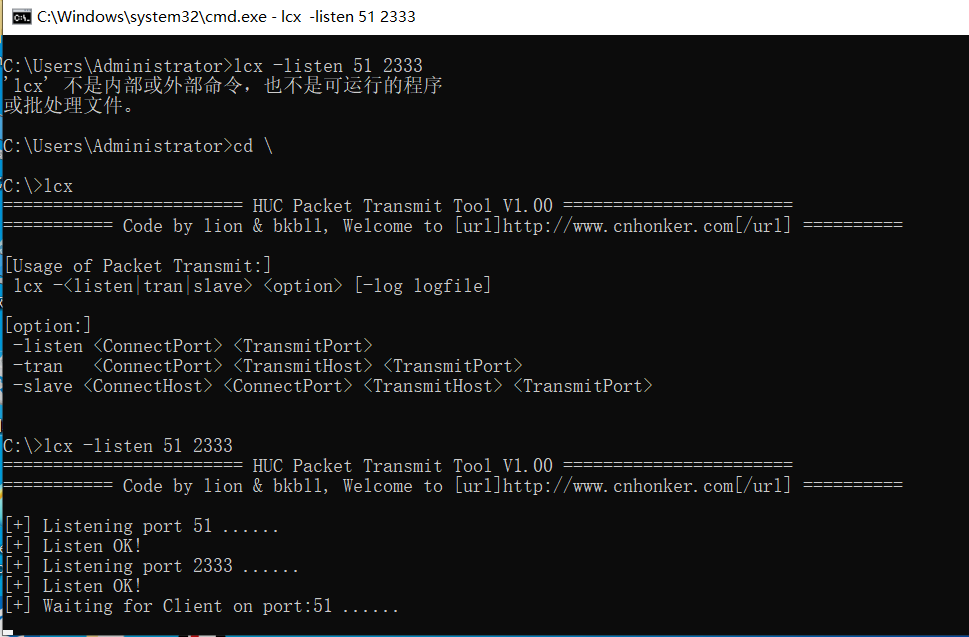 C:\Windows\system32\cmd.exe - lcx  -listen 51 2333
C:\Users\Administrator>lcx -listen 51 2333
'lcx' 不是内部或外部命令，也不是可运行的程序
或批处理文件。
C:\Users\Administrator>cd \
C:\>lcx
======================== HUC Packet Transmit Tool V1.00 =======================
=========== Code by lion & bkbll, Welcome to [url]http://www.cnhonker.com[/url] ==========
[Usage of Packet Transmit:]
 lcx -<listen|tran|slave> <option> [-log logfile]
[option:]
 -listen <ConnectPort> <TransmitPort>
 -tran   <ConnectPort> <TransmitHost> <TransmitPort>
 -slave <ConnectHost> <ConnectPort> <TransmitHost> <TransmitPort>
C:\>lcx -listen 51 2333
======================== HUC Packet Transmit Tool V1.00 =======================
=========== Code by lion & bkbll, Welcome to [url]http://www.cnhonker.com[/url] ==========
[+] Listening port 51 ......
[+] Listen OK!
[+] Listening port 2333 ......
[+] Listen OK!
[+] Waiting for Client on port:51 ......